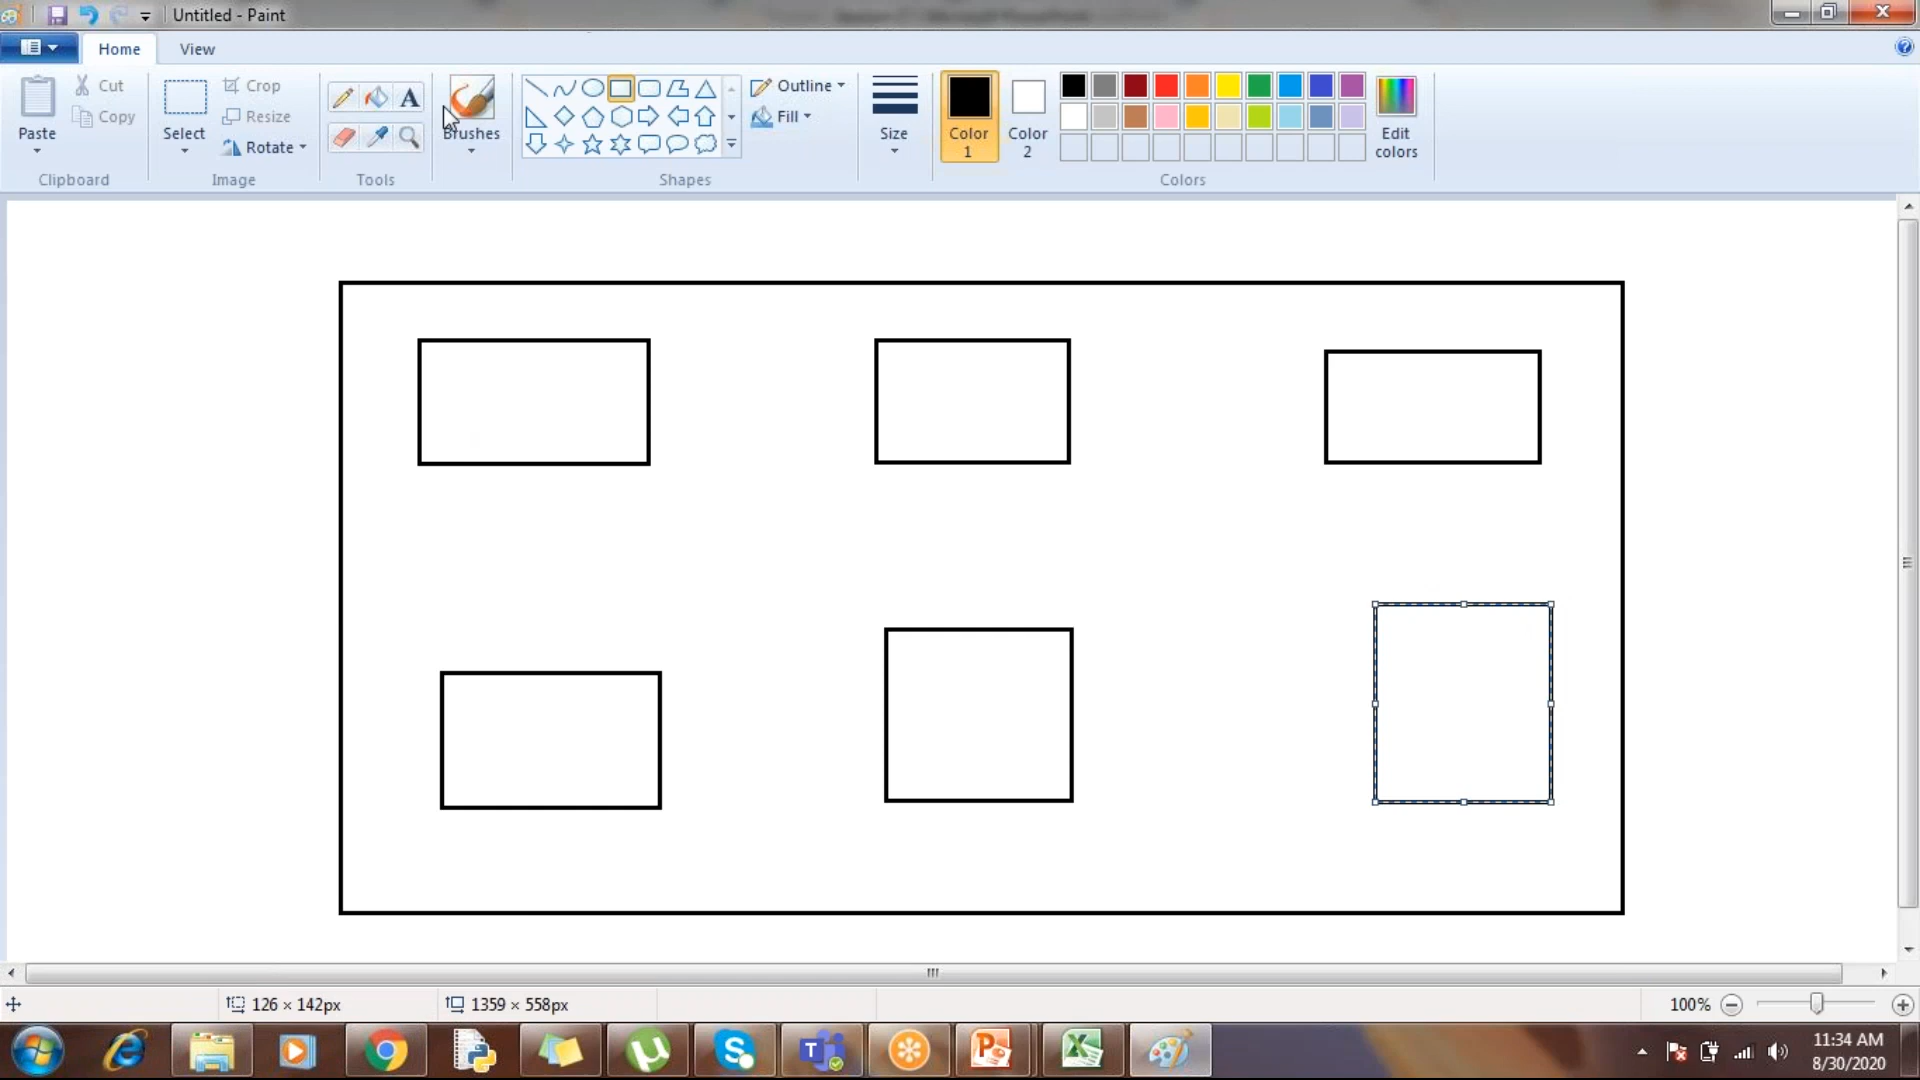 Untitled - Paint
Home View
Paste
Cut
Copy
Clipboard
Select
Crop
Resize
Rotate
Image
A
Tools
Brushes
Shapes
Outline
Fill
Size
Color 1
Color 2
Edit colors
Colors
126 × 142px
1359 × 558px
100%
11:34 AM
8/30/2020